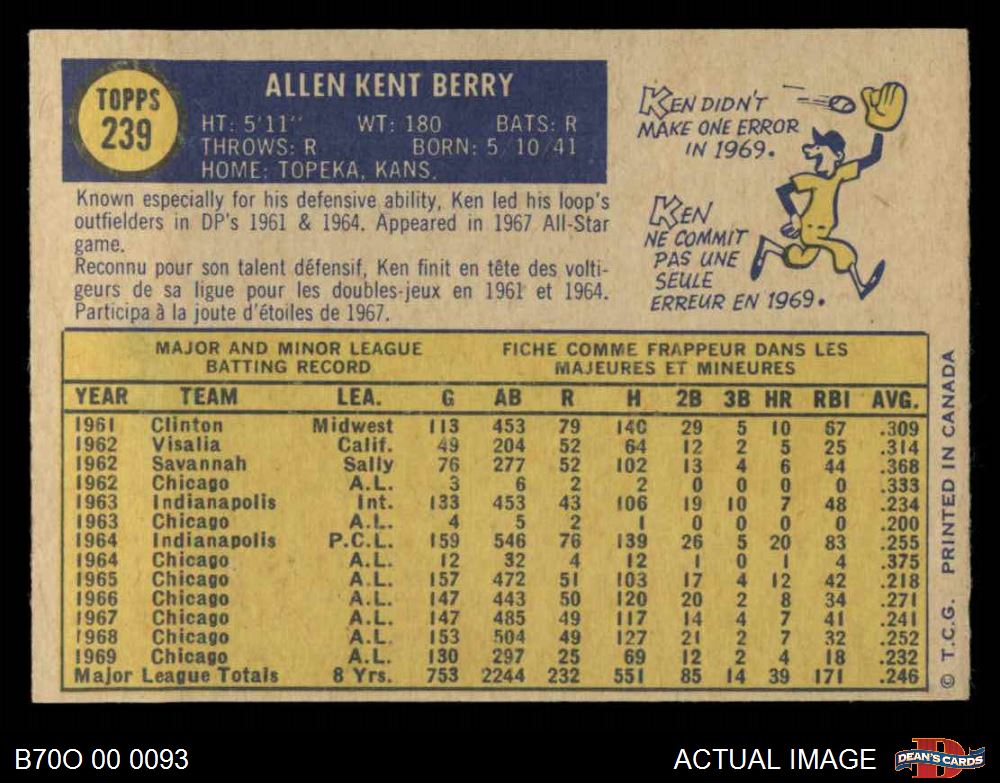 TOPPS
239
ALLEN KENT BERRY
HT: 5'11" WT: 180 BATS: R
THROWS: R BORN: 5 10 41
HOME: TOPEKA, KANS.
Known especially for his defensive ability, Ken led his loop's
outfielders in DP's 1961 & 1964. Appeared in 1967 All-Star
game.
Reconnu pour son talent défensif, Ken finit en tête des volti-
geurs de sa ligue pour les doubles-jeux en 1961 et 1964.
Participa à la joute d'étoiles de 1967.
KEN DIDN'T
MAKE ONE ERROR
IN 1969.
KEN
NE COMMIT
PAS UNE
SEULE
ERREUR EN 1969.
MAJOR AND MINOR LEAGUE
BATTING RECORD
FICHE COMME FRAPPEUR DANS LES
MAJEURES ET MINEURES
YEAR TEAM LEA. G AB R H 2B 3B HR RBI AVG.
1961 Clinton Midwest 113 453 79 140 29 5 10 67 .309
1962 Visalia Calif. 49 204 52 64 12 2 5 25 .314
1962 Savannah Sally 76 277 52 102 13 4 6 44 .368
1962 Chicago A.L. 3 6 2 2 0 0 0 0 .333
1963 Indianapolis Int. 133 453 43 106 19 10 7 48 .234
1963 Chicago A.L. 4 5 2 1 0 0 0 0 .200
1964 Indianapolis P.C.L. 159 546 76 139 26 5 20 83 .255
1964 Chicago A.L. 12 32 4 12 1 0 1 4 .375
1965 Chicago A.L. 157 472 51 103 17 4 12 42 .218
1966 Chicago A.L. 147 443 50 120 20 2 8 34 .271
1967 Chicago A.L. 147 485 49 117 14 4 7 41 .241
1968 Chicago A.L. 153 504 49 127 21 2 7 32 .252
1969 Chicago A.L. 130 297 25 69 12 2 4 18 .232
Major League Totals 8 Yrs. 753 2244 232 551 85 14 39 171 .246
© T.C.G. PRINTED IN CANADA
B70O 00 0093
ACTUAL IMAGE
D
DEAN'S CARDS